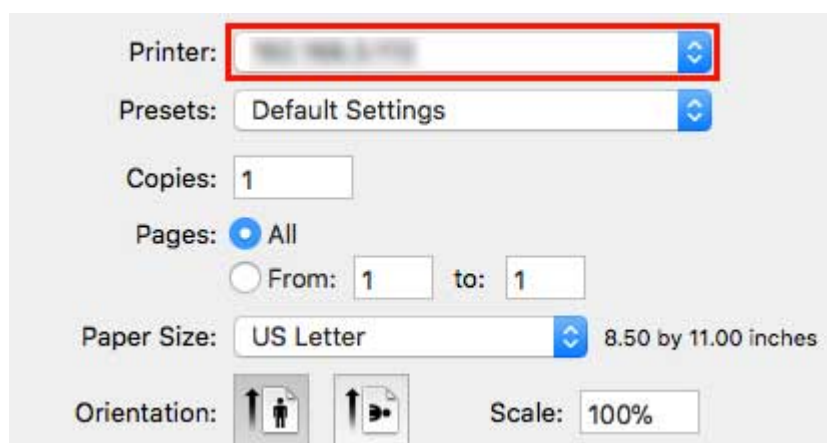 Printer:
Presets: Default Settings
Copies: 1
Pages: All
From: 1 to: 1
Paper Size: US Letter 8.50 by 11.00 inches
Orientation: Scale: 100%